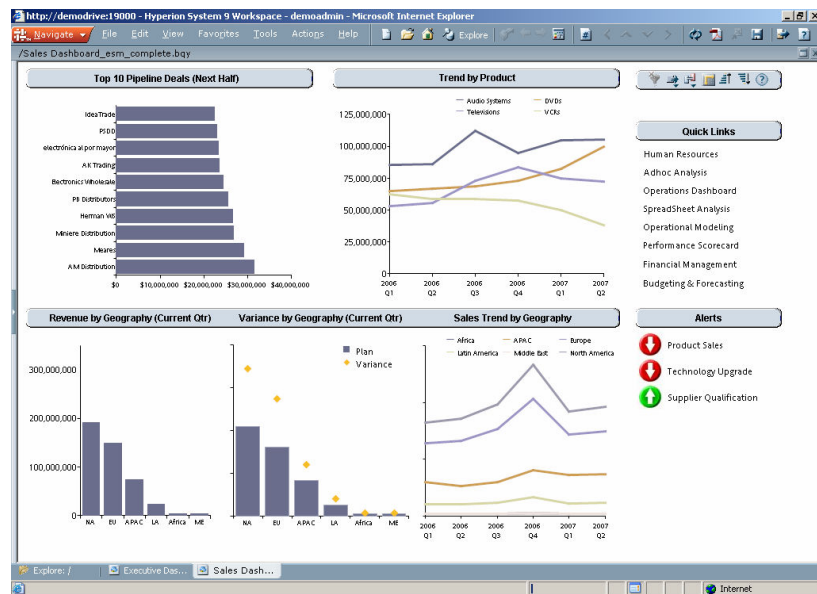 http://demodrive:19000 - Hyperion System 9 Workspace - demoadmin - Microsoft Internet Explorer
Navigate File Edit View Favorites Tools Actions Help Explore
/Sales Dashboard_esm_complete.bqy
Top 10 Pipeline Deals (Next Half)
IdeaTrade
PSDD
electrónica al por mayor
AK Trading
Electronics Wholesale
PB Distributors
Herman VG
Miniere Distribution
Meares
AM Distribution
$0 $10,000,000 $20,000,000 $30,000,000 $40,000,000
Trend by Product
Audio Systems DVDs
Televisions VCRs
125,000,000
100,000,000
75,000,000
50,000,000
25,000,000
0
2006 2006 2006 2006 2007 2007
Q1 Q2 Q3 Q4 Q1 Q2
Quick Links
Human Resources
Adhoc Analysis
Operations Dashboard
SpreadSheet Analysis
Operational Modeling
Performance Scorecard
Financial Management
Budgeting & Forecasting
Revenue by Geography (Current Qtr)
300,000,000
200,000,000
100,000,000
0
NA EU APAC LA Africa ME
Variance by Geography (Current Qtr)
Plan
Variance
NA EU APAC LA Africa ME
Sales Trend by Geography
Africa APAC Europe
Latin America Middle East North America
2006 2006 2006 2006 2007 2007
Q1 Q2 Q3 Q4 Q1 Q2
Alerts
Product Sales
Technology Upgrade
Supplier Qualification
Explore: / Executive Das... Sales Dash...
Internet